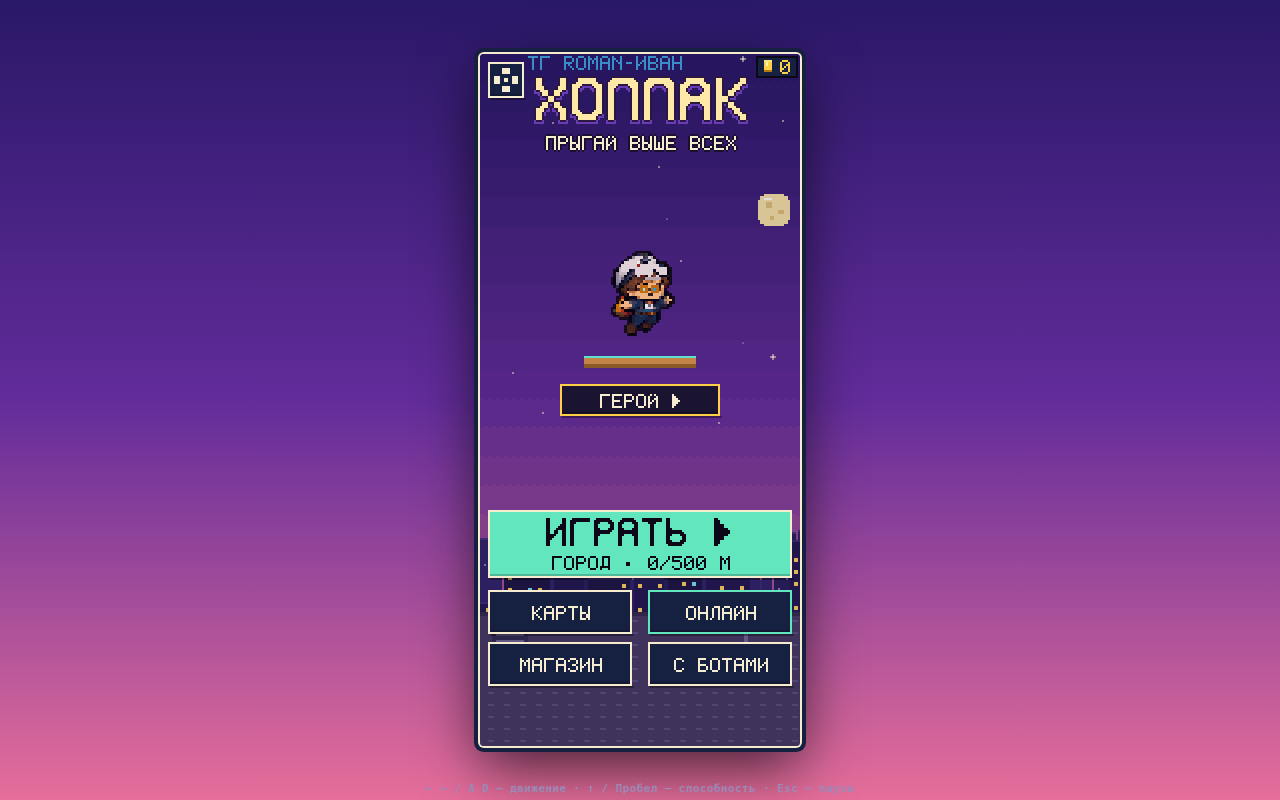 ТГ ROMAN-ИВАН
0
ХОППАК
ПРЫГАЙ ВЫШЕ ВСЕХ
ГЕРОЙ
ИГРАТЬ
ГОРОД · 0/500 М
КАРТЫ
ОНЛАЙН
МАГАЗИН
С БОТАМИ
/ A D — движение · ↑ / Пробел — способность · Esc —